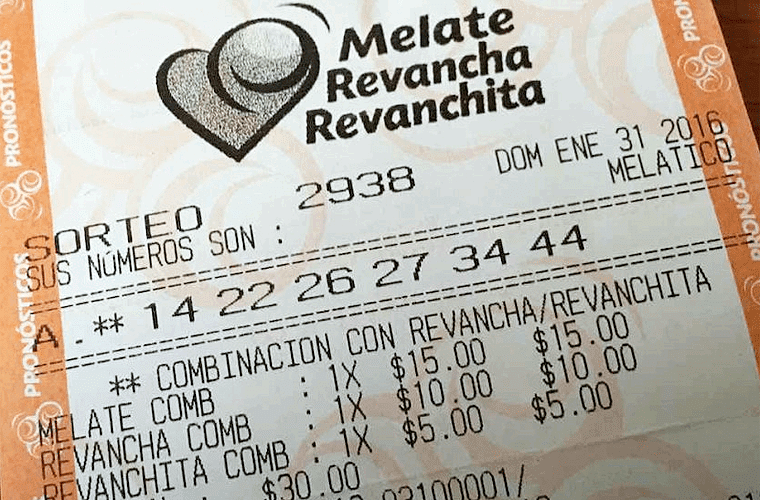 Melate
Revancha
Revanchita
DOM ENE 31 2016
SORTEO 2938 MELATICO
SUS NÚMEROS SON :
A.** 14 22 26 27 34 44
** COMBINACION CON REVANCHA/REVANCHITA
MELATE COMB : 1X $15.00 $15.00
REVANCHA COMB : 1X $10.00 $10.00
REVANCHITA COMB : 1X $5.00 $5.00
$30.00
PRONÓSTICOS
PRONÓSTICOS
PRONÓSTICOS